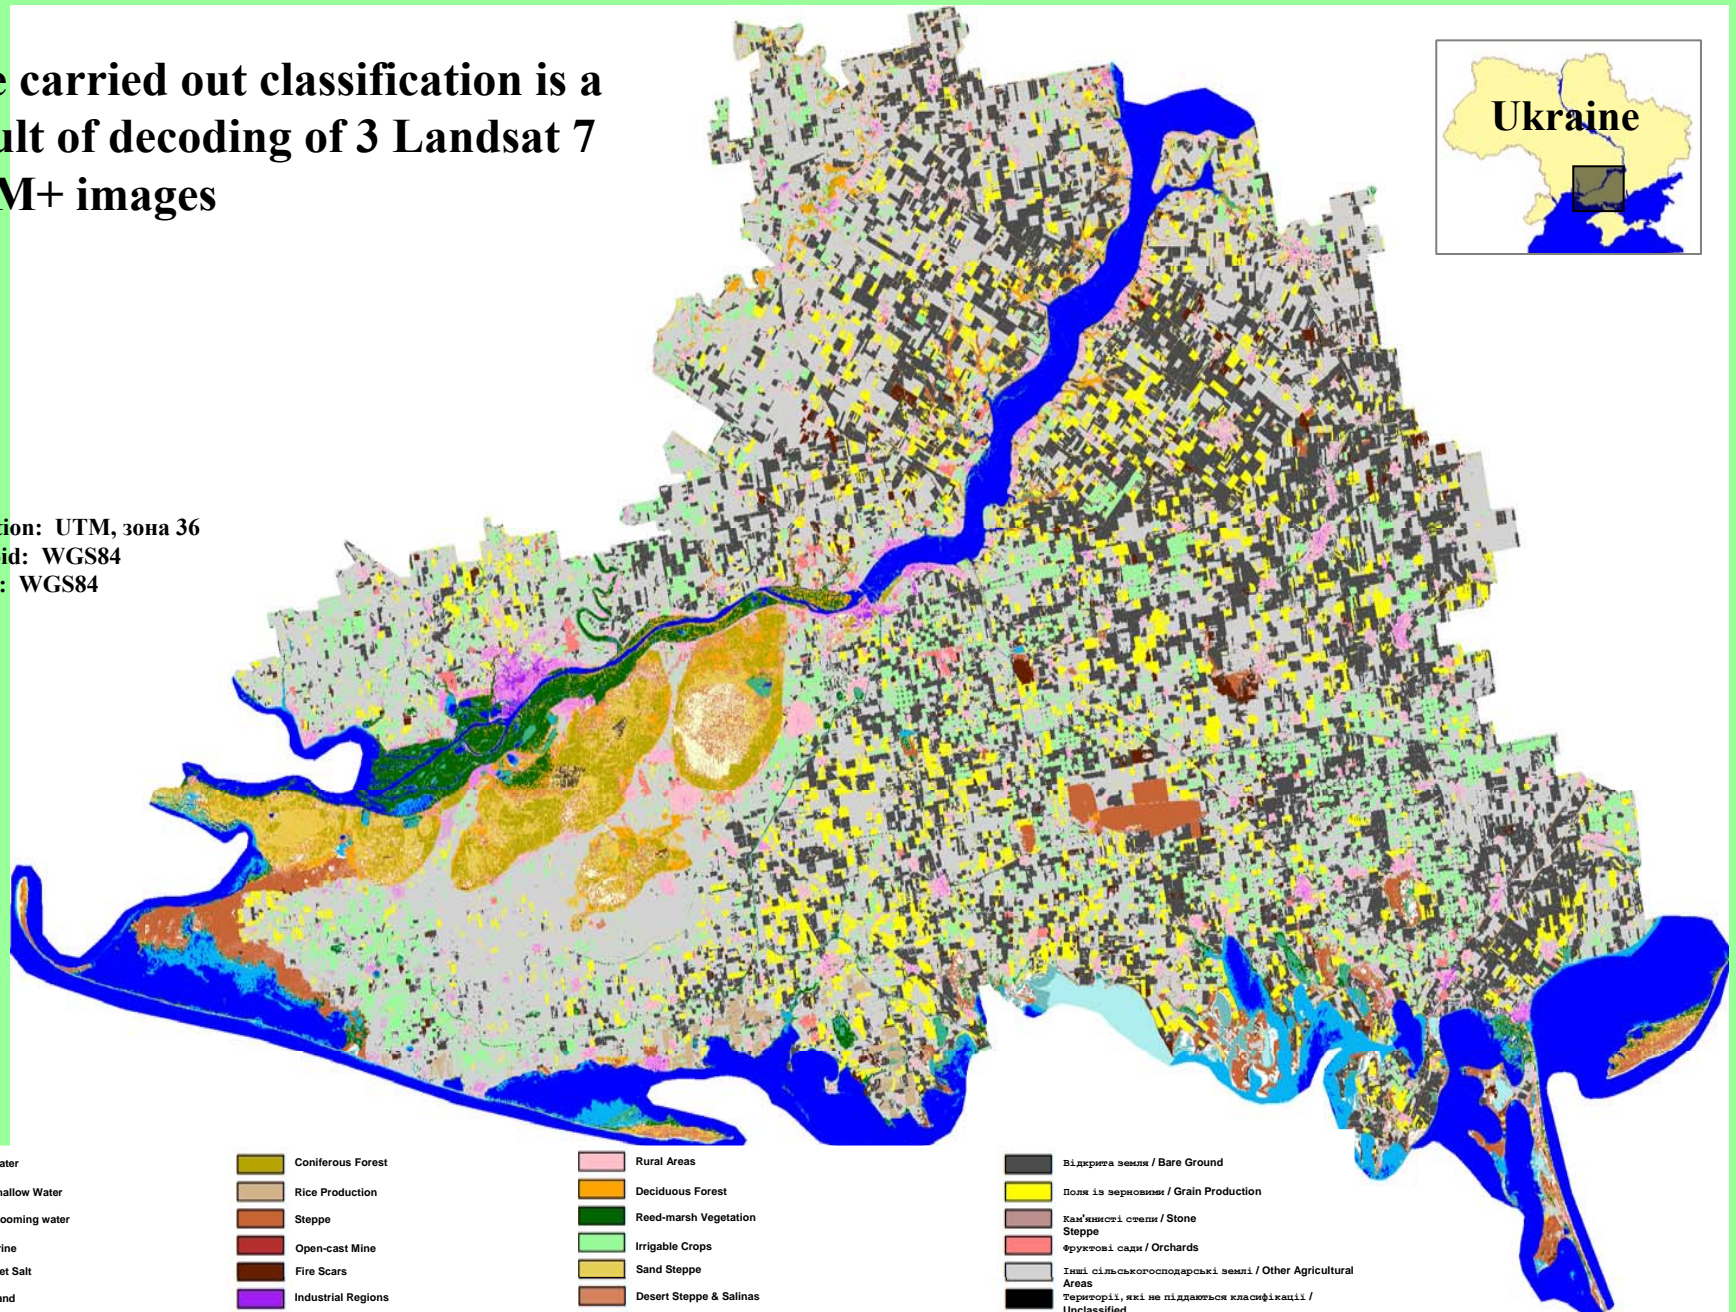 e carried out classification is a
ult of decoding of 3 Landsat 7
M+ images
Ukraine
tion: UTM, зона 36
id: WGS84
: WGS84
ater
hallow Water
ooming water
rine
et Salt
and
Coniferous Forest
Rice Production
Steppe
Open-cast Mine
Fire Scars
Industrial Regions
Rural Areas
Deciduous Forest
Reed-marsh Vegetation
Irrigable Crops
Sand Steppe
Desert Steppe & Salinas
Відкрита земля / Bare Ground
Поля із зерновими / Grain Production
Кам'янисті степи / Stone
Steppe
Фруктові сади / Orchards
Інші сільськогосподарські землі / Other Agricultural
Areas
Території, які не піддаються класифікації /
Unclassified